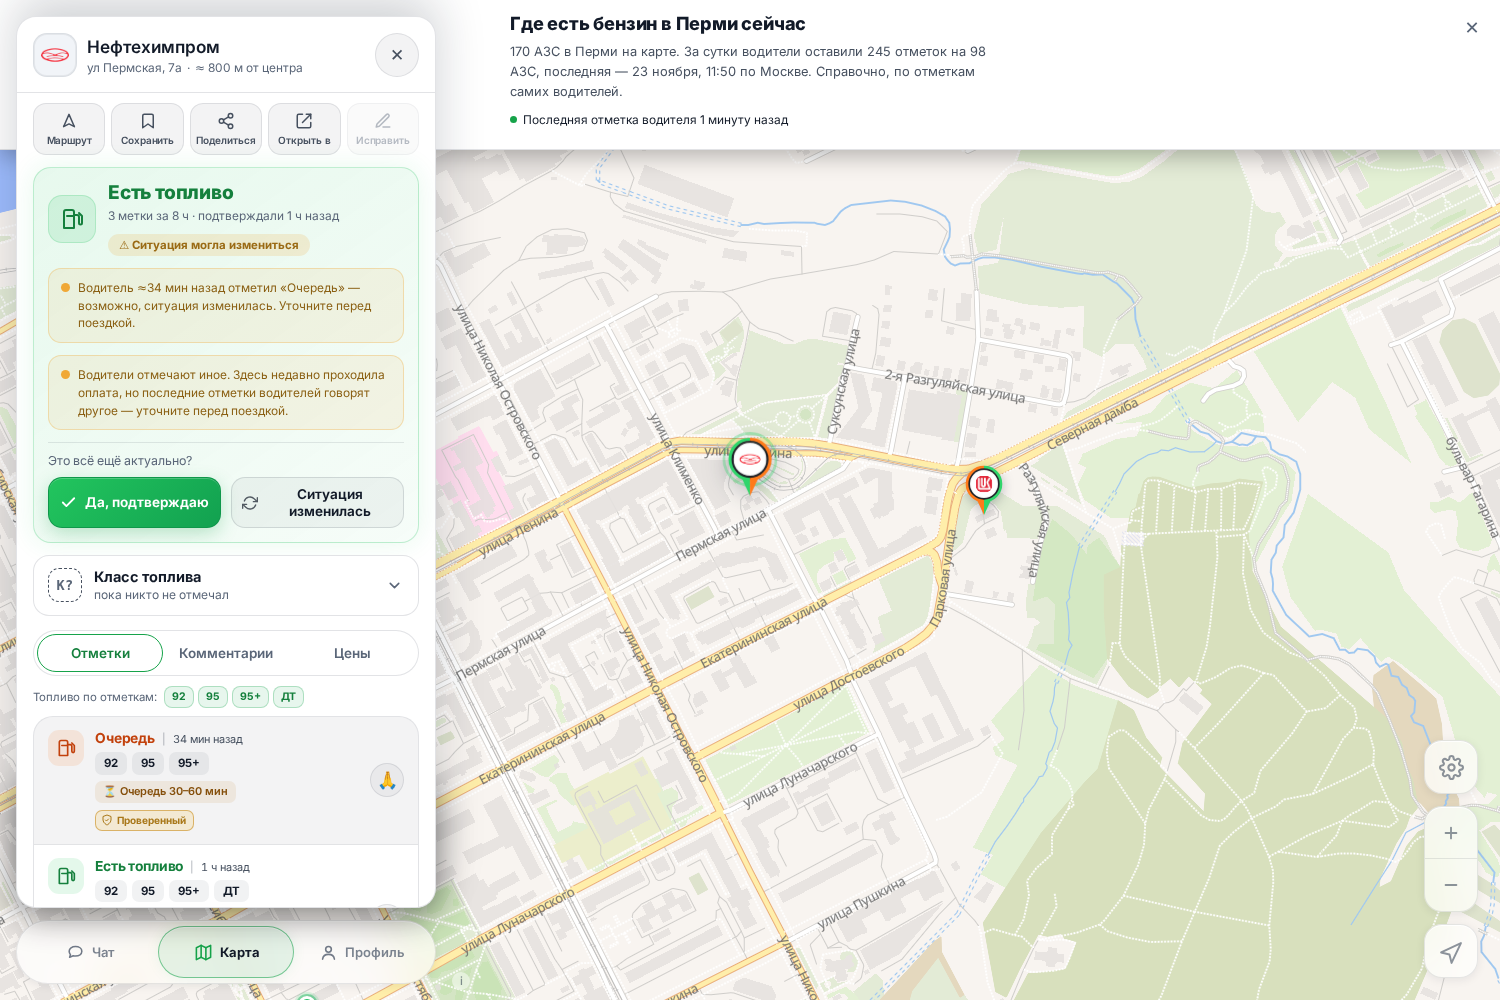 Нефтехимпром
ул Пермская, 7а · ≈ 800 м от центра
Маршрут
Сохранить
Поделиться
Открыть в
Исправить
Есть топливо
3 метки за 8 ч · подтверждали 1 ч назад
⚠ Ситуация могла измениться
Водитель ≈34 мин назад отметил «Очередь» —
возможно, ситуация изменилась. Уточните перед
поездкой.
Водители отмечают иное. Здесь недавно проходила
оплата, но последние отметки водителей говорят
другое — уточните перед поездкой.
Это всё ещё актуально?
Да, подтверждаю
Ситуация
изменилась
K?
Класс топлива
пока никто не отмечал
Отметки
Комментарии
Цены
Топливо по отметкам: 92 95 95+ ДТ
Очередь | 34 мин назад
92 95 95+
⏳ Очередь 30–60 мин
Проверенный
Есть топливо | 1 ч назад
92 95 95+ ДТ
Чат
Карта
Профиль
Где есть бензин в Перми сейчас
170 АЗС в Перми на карте. За сутки водители оставили 245 отметок на 98
АЗС, последняя — 23 ноября, 11:50 по Москве. Справочно, по отметкам
самих водителей.
Последняя отметка водителя 1 минуту назад
улица Николая Островского
улица Клименко
Суксунская улица
2-я Разгуляйская улица
Северная дамба
Разгуляйская улица
бульвар Гагарина
улица Ленина
Пермская улица
Парковая улица
Екатерининская улица
Пермская улица
улица Николая Островского
улица Достоевского
Екатерининская улица
улица Луначарского
улица Пушкина
улица Луначарского
улица Николая